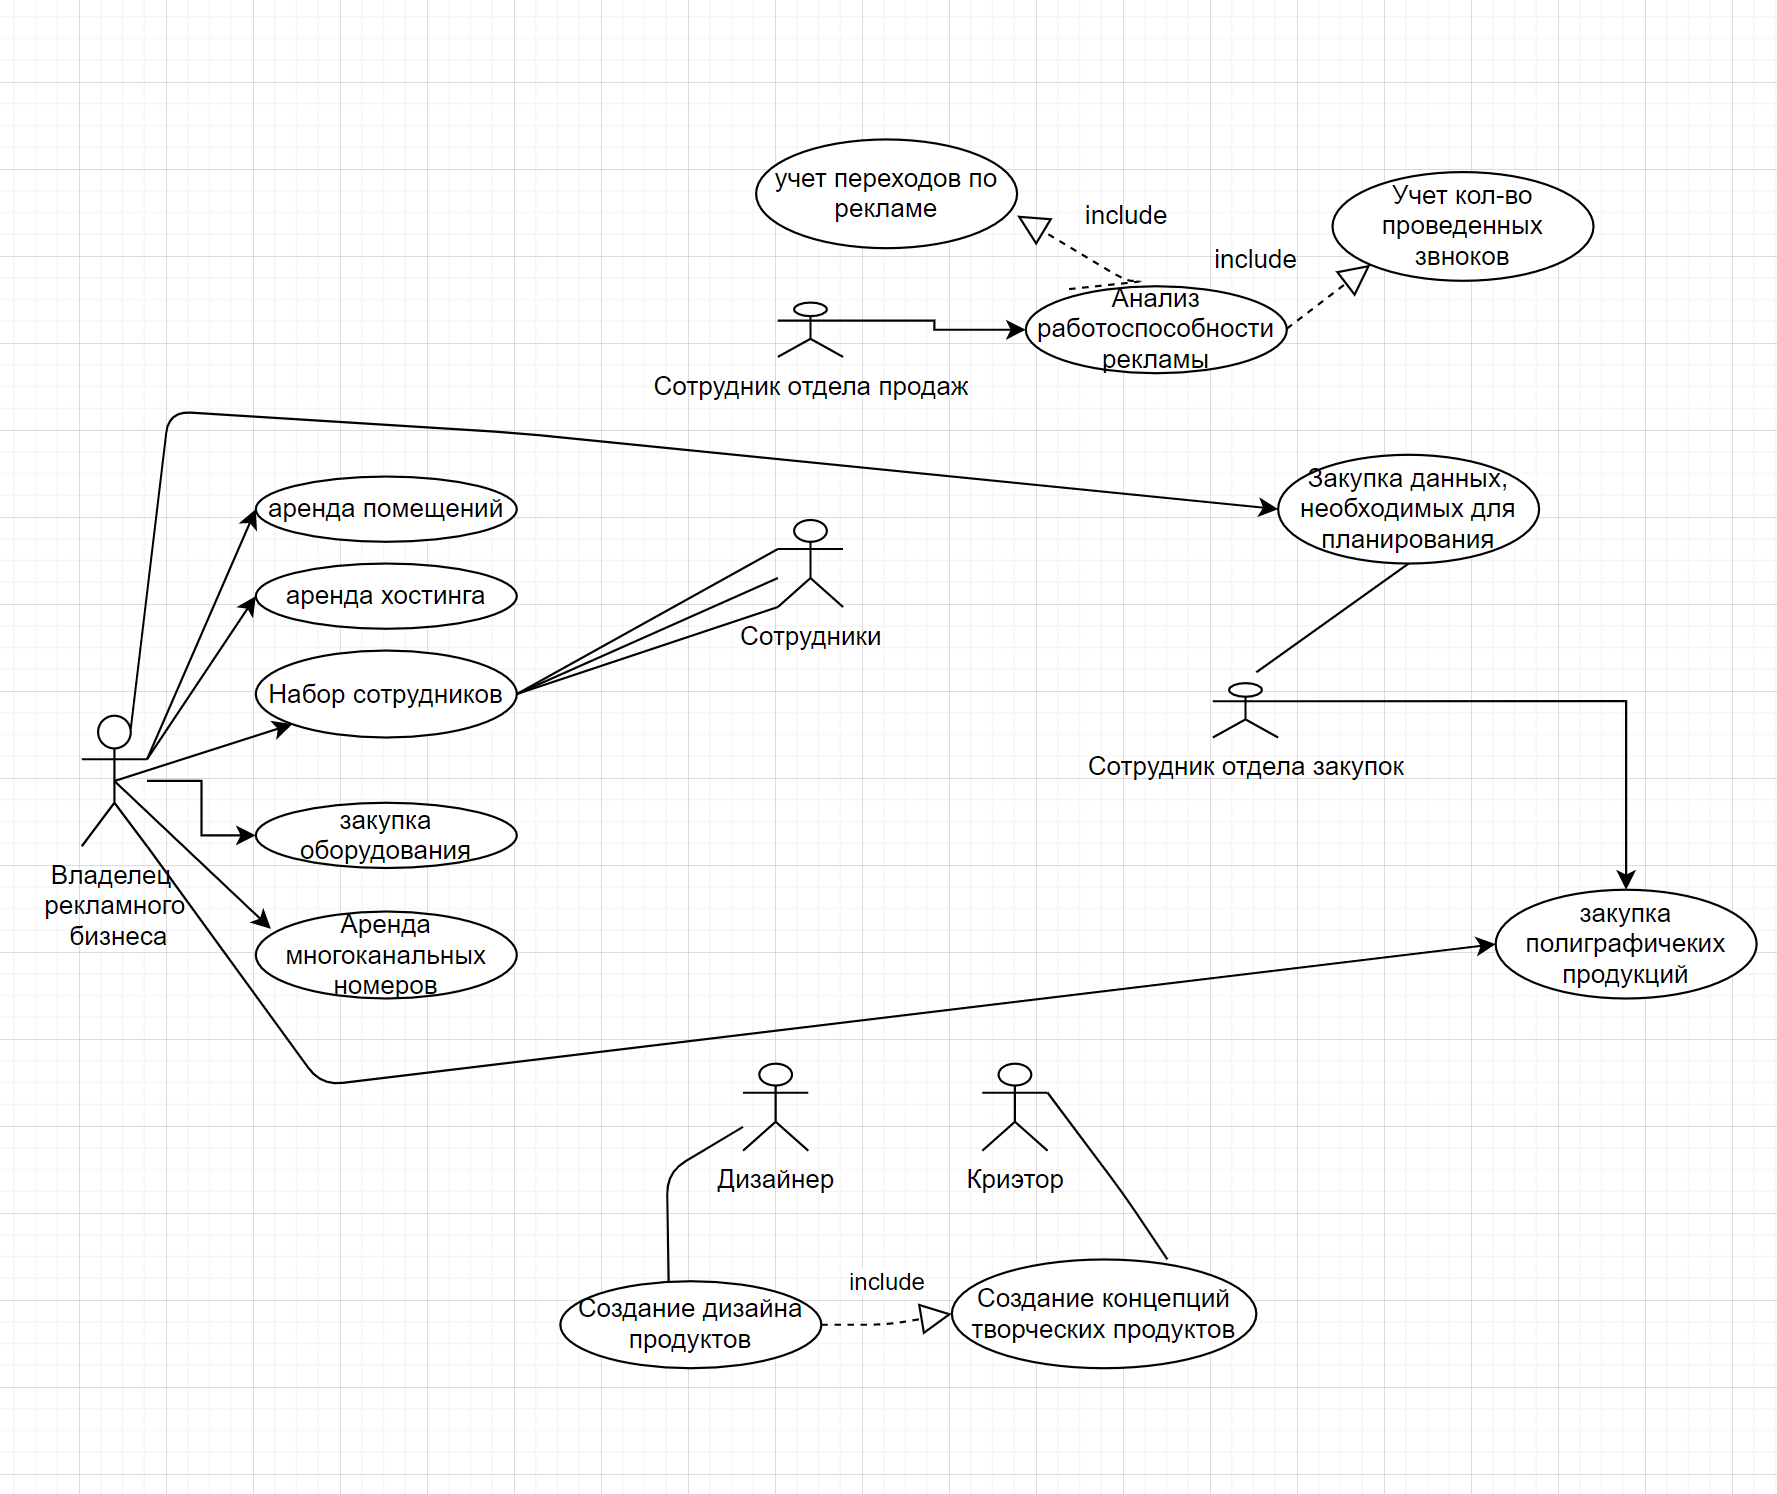 учет переходов по
рекламе
include
Учет кол-во
проведенных
звноков
include
Анализ
работоспособности
рекламы
Сотрудник отдела продаж
аренда помещений
Закупка данных,
необходимых для
планирования
аренда хостинга
Сотрудники
Набор сотрудников
Сотрудник отдела закупок
закупка
оборудования
Владелец
рекламного
бизнеса
Аренда
многоканальных
номеров
закупка
полиграфичеких
продукций
Дизайнер
Криэтор
include
Создание дизайна
продуктов
Создание концепций
творческих продуктов